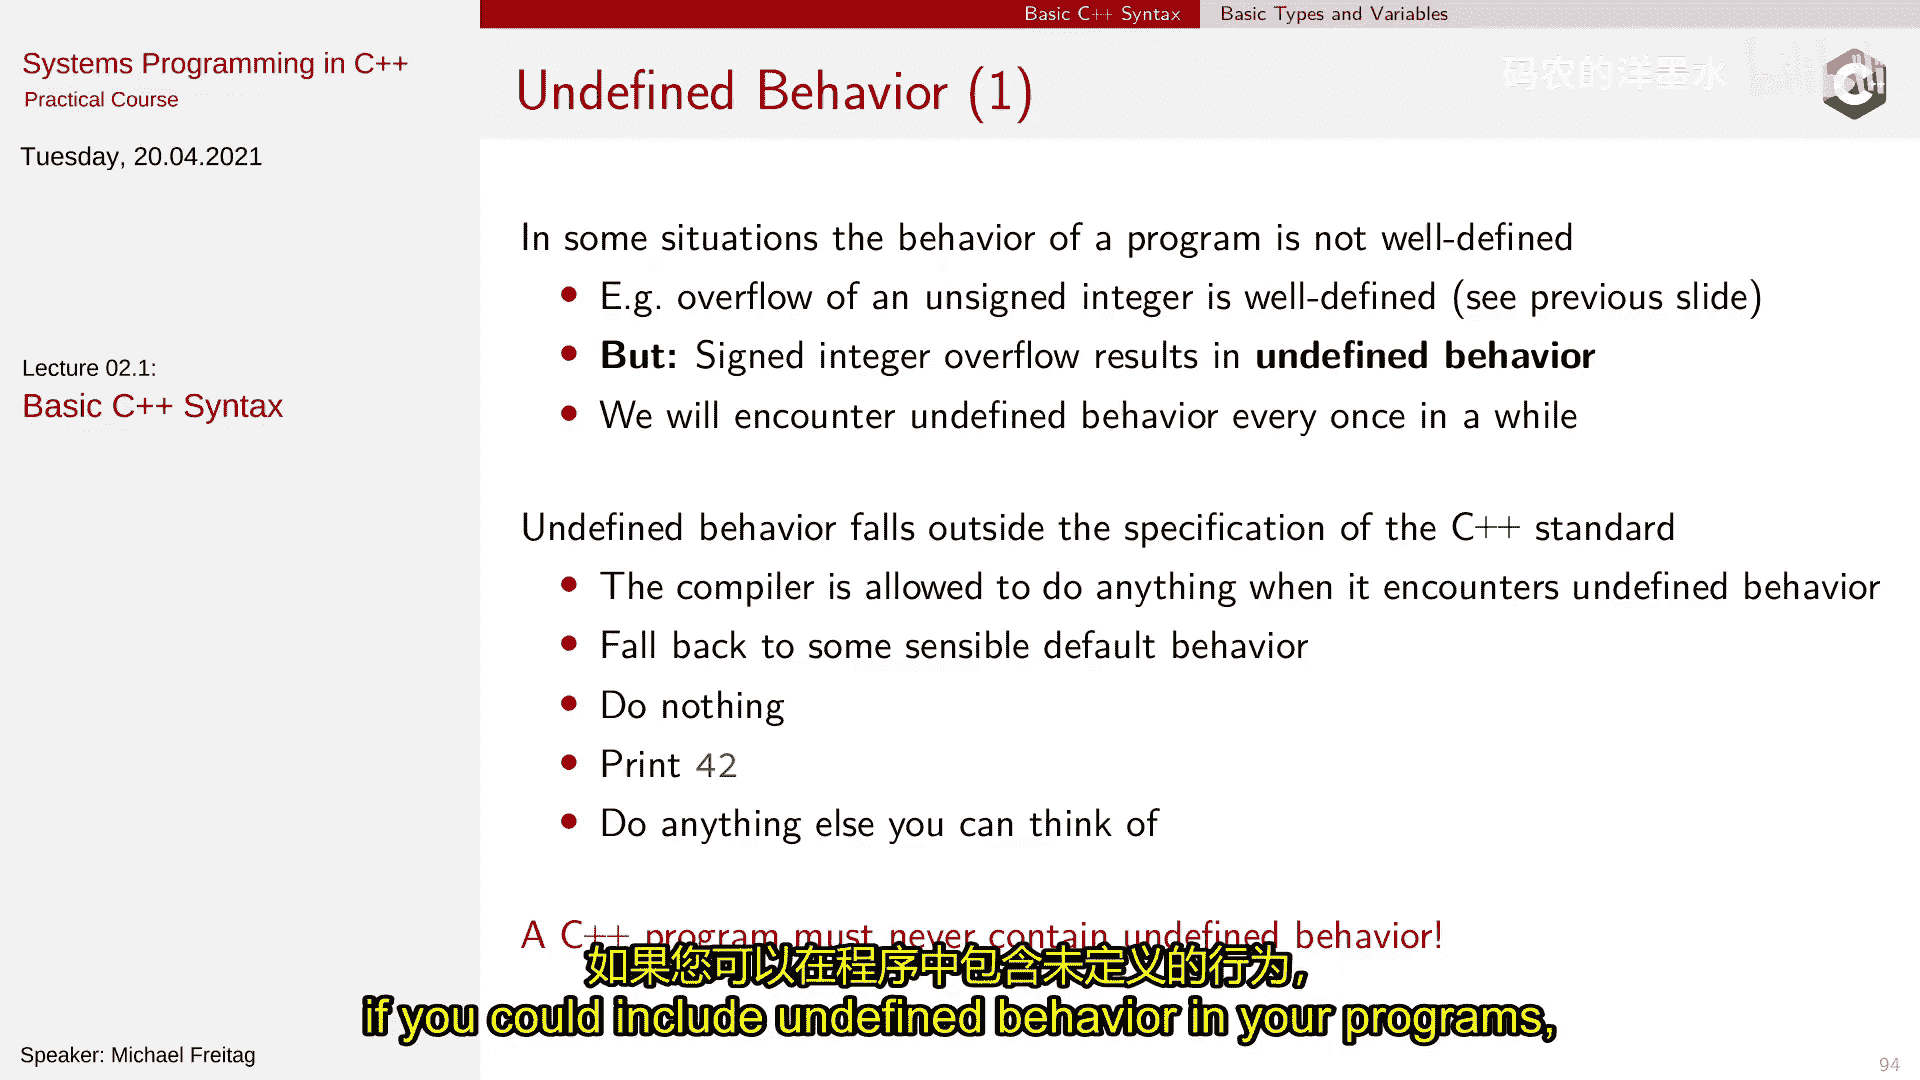 Basic C++ Syntax
Basic Types and Variables
Systems Programming in C++
Practical Course
Tuesday, 20.04.2021
Lecture 02.1:
Basic C++ Syntax
Speaker: Michael Freitag
Undefined Behavior (1)
码农的洋墨水
In some situations the behavior of a program is not well-defined
• E.g. overflow of an unsigned integer is well-defined (see previous slide)
• But: Signed integer overflow results in undefined behavior
• We will encounter undefined behavior every once in a while
Undefined behavior falls outside the specification of the C++ standard
• The compiler is allowed to do anything when it encounters undefined behavior
• Fall back to some sensible default behavior
• Do nothing
• Print 42
• Do anything else you can think of
A C++ program must never contain undefined behavior!
如果您可以在程序中包含未定义的行为,
if you could include undefined behavior in your programs,
94